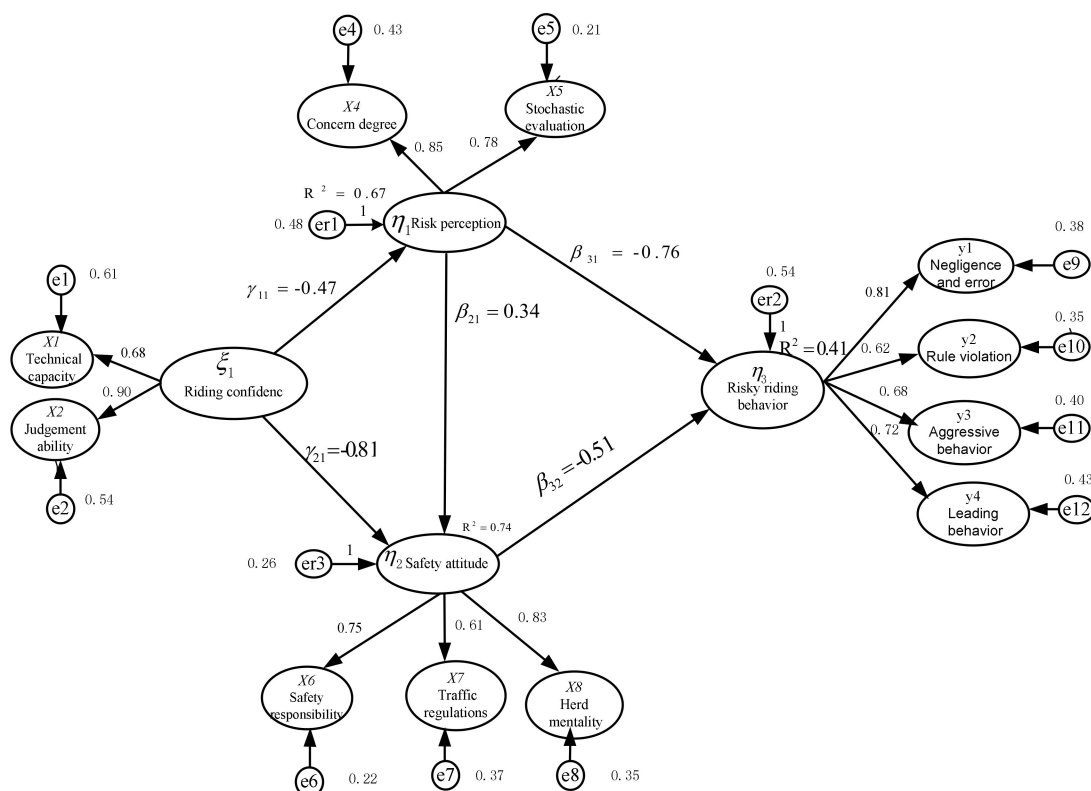 e4 0.43
e5 0.21
X4
Concern degree
X5
Stochastic
evaluation
0.85
0.78
R² = 0.67
0.48 er1 1
η₁ Risk perception
β₃₁ = -0.76
γ₁₁ = -0.47
β₂₁ = 0.34
e1 0.61
X1
Technical
capacity
0.68
0.90
X2
Judgement
ability
e2 0.54
ξ₁
Riding confidenc
γ₂₁=-0.81
β₃₂=-0.51
0.54
er2
1
R²=0.41
η₃
Risky riding
behavior
0.81
0.62
0.68
0.72
0.38
y1
Negligence
and error
e9
0.35
y2
Rule violation
e10
0.40
y3
Aggressive
behavior
e11
0.43
y4
Leading
behavior
e12
R²=0.74
0.26 er3 1
η₂ Safety attitude
0.75
0.61
0.83
X6
Safety
responsibility
X7
Traffic
regulations
X8
Herd
mentality
e6 0.22
e7 0.37
e8 0.35